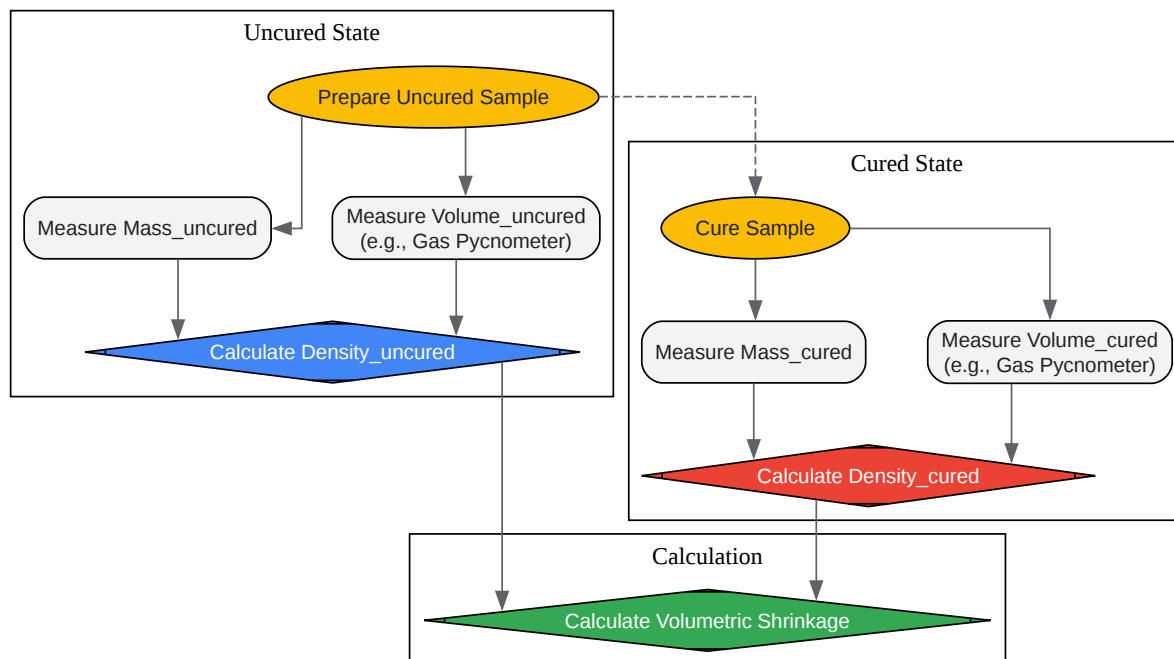 Uncured State
Prepare Uncured Sample
Measure Mass_uncured
Measure Volume_uncured
(e.g., Gas Pycnometer)
Calculate Density_uncured
Cured State
Cure Sample
Measure Mass_cured
Measure Volume_cured
(e.g., Gas Pycnometer)
Calculate Density_cured
Calculation
Calculate Volumetric Shrinkage